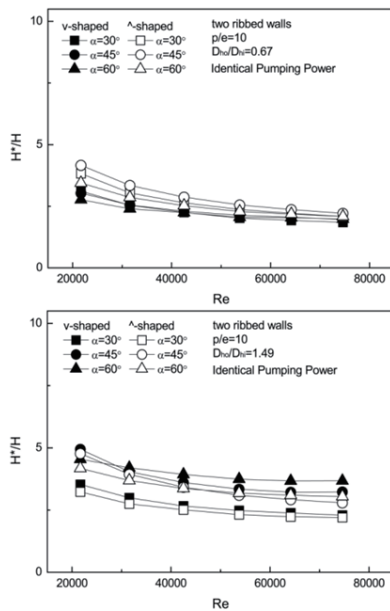 10
v-shaped ^-shaped two ribbed walls
α=30° α=30° p/e=10
α=45° α=45° Dho/Dhi=0.67
α=60° α=60° Identical Pumping Power
H*/H
5
0
20000 40000 60000 80000
Re
10
v-shaped ^-shaped two ribbed walls
α=30° α=30° p/e=10
α=45° α=45° Dho/Dhi=1.49
α=60° α=60° Identical Pumping Power
H*/H
5
0
20000 40000 60000 80000
Re